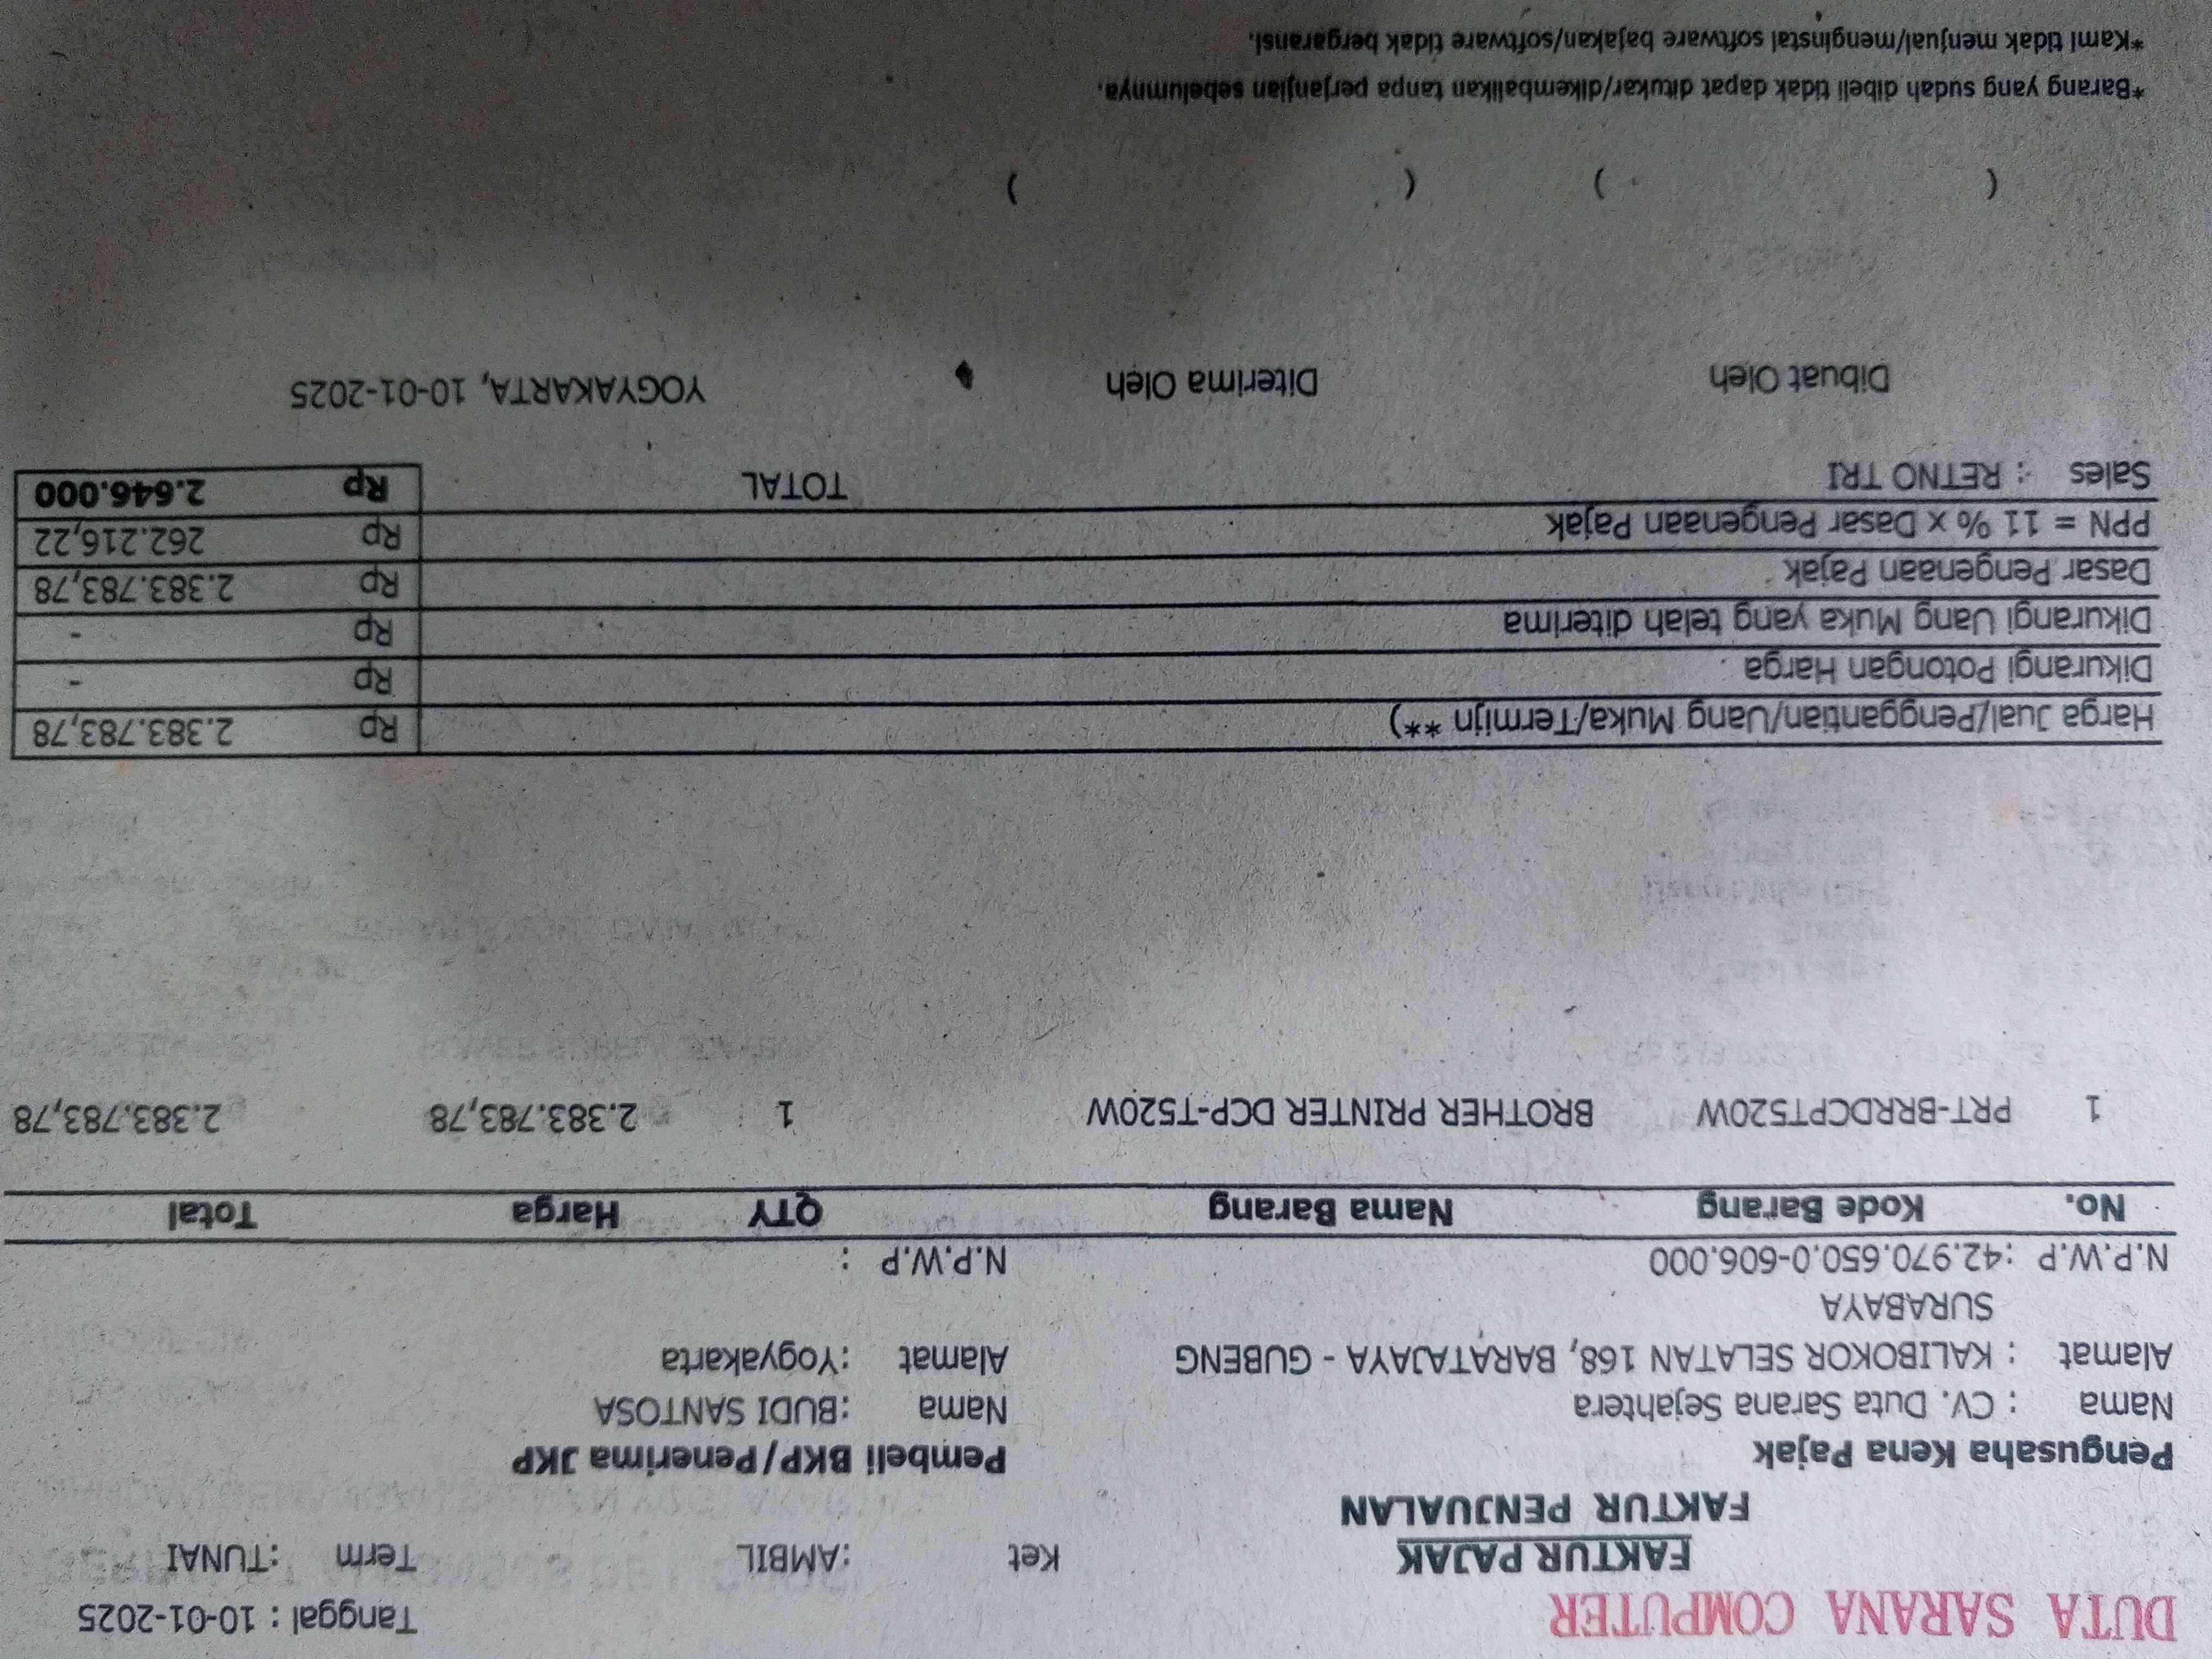 DUTA SARANA COMPUTER
Tanggal : 10-01-2025
FAKTUR PAJAK
Ket :AMBIL
Term :TUNAI
FAKTUR PENJUALAN
Pengusaha Kena Pajak
Nama : CV. Duta Sarana Sejahtera
Alamat : KALIBOKOR SELATAN 168, BARATAJAYA - GUBENG
SURABAYA
N.P.W.P :42.970.650.0-606.000
Pembeli BKP/Penerima JKP
Nama :BUDI SANTOSA
Alamat :Yogyakarta
N.P.W.P :
No. Kode Barang Nama Barang QTY Harga Total
1 PRT-BRRDCPT520W BROTHER PRINTER DCP-T520W 1 2.383.783,78 2.383.783,78
Harga Jual/Penggantian/Uang Muka/Termijn **) Rp 2.383.783,78
Dikurangi Potongan Harga Rp -
Dikurangi Uang Muka yang telah diterima Rp -
Dasar Pengenaan Pajak Rp 2.383.783,78
PPN = 11 % x Dasar Pengenaan Pajak Rp 262.216,22
Sales : RETNO TRI TOTAL Rp 2.646.000
Dibuat Oleh Diterima Oleh YOGYAKARTA, 10-01-2025
( ) ( )
*Barang yang sudah dibeli tidak dapat ditukar/dikembalikan tanpa perjanjian sebelumnya.
*Kami tidak menjual/menginstal software bajakan/software tidak bergaransi.